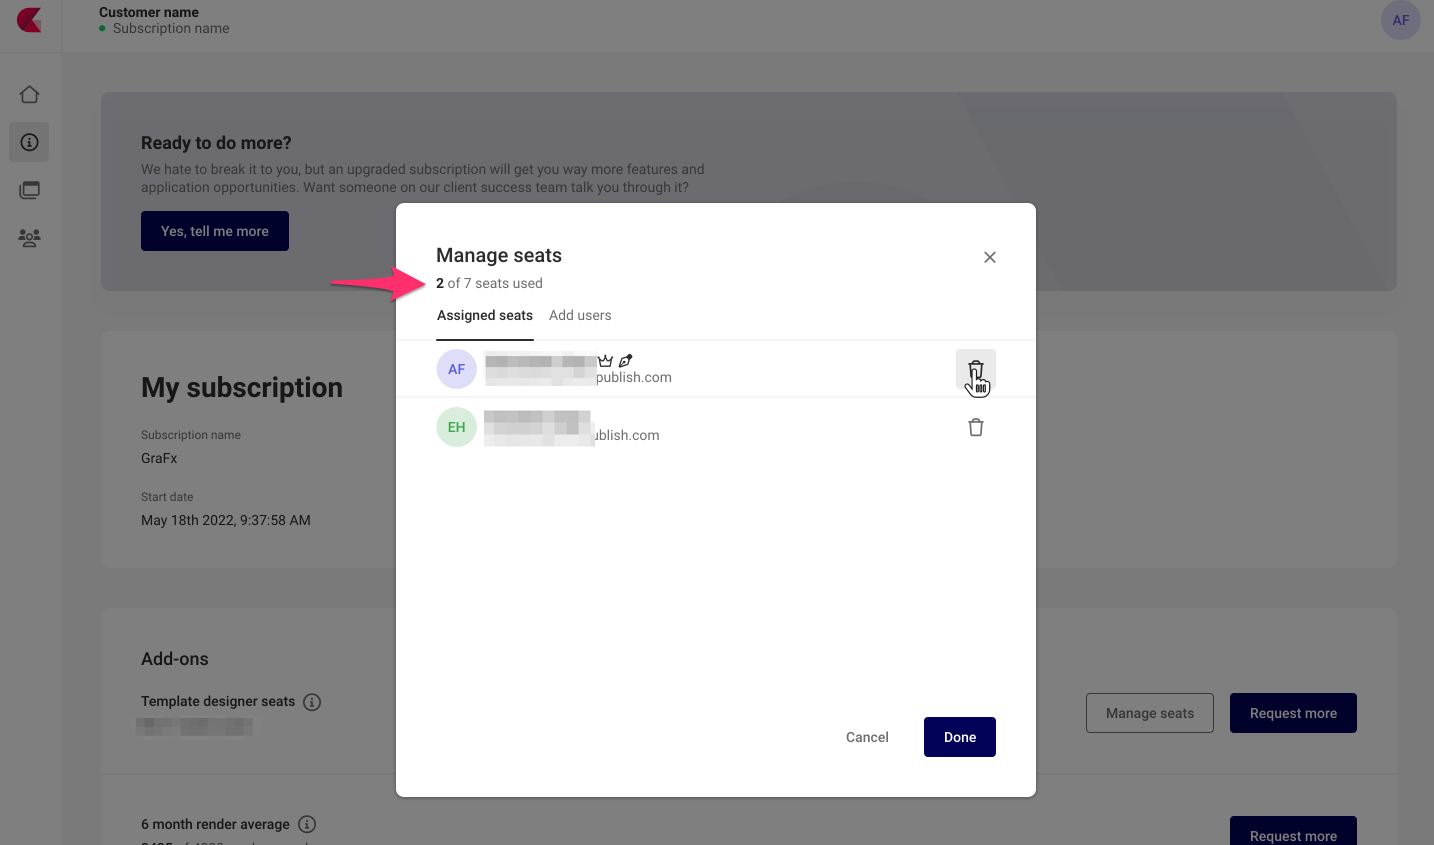 Customer name
Subscription name
AF
Ready to do more?
We hate to break it to you, but an upgraded subscription will get you way more features and
application opportunities. Want someone on our client success team talk you through it?
Yes, tell me more
Manage seats
2 of 7 seats used
Assigned seats Add users
AF
publish.com
EH
ublish.com
My subscription
Subscription name
GraFx
Start date
May 18th 2022, 9:37:58 AM
Add-ons
Template designer seats
Manage seats Request more
Cancel Done
6 month render average
Request more